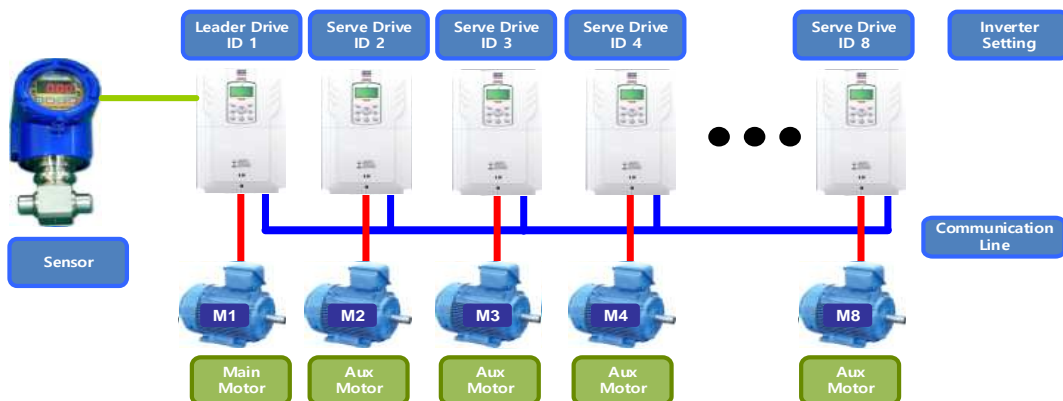 Leader Drive
ID 1
Serve Drive
ID 2
Serve Drive
ID 3
Serve Drive
ID 4
Serve Drive
ID 8
Inverter
Setting
Communication
Line
Sensor
M1
M2
M3
M4
M8
Main
Motor
Aux
Motor
Aux
Motor
Aux
Motor
Aux
Motor